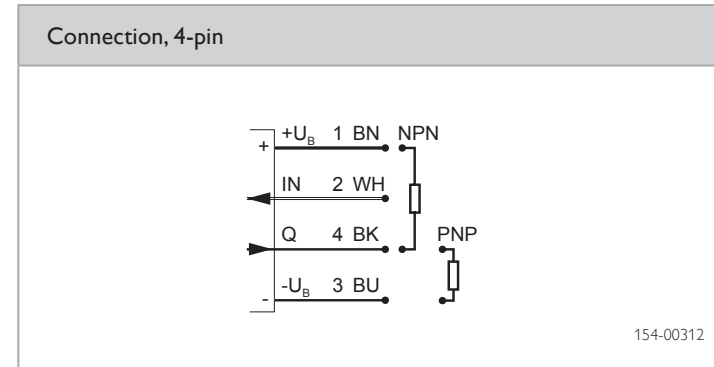 Connection, 4-pin
+U_B 1 BN NPN
+
IN 2 WH
Q 4 BK PNP
-U_B 3 BU
-
154-00312